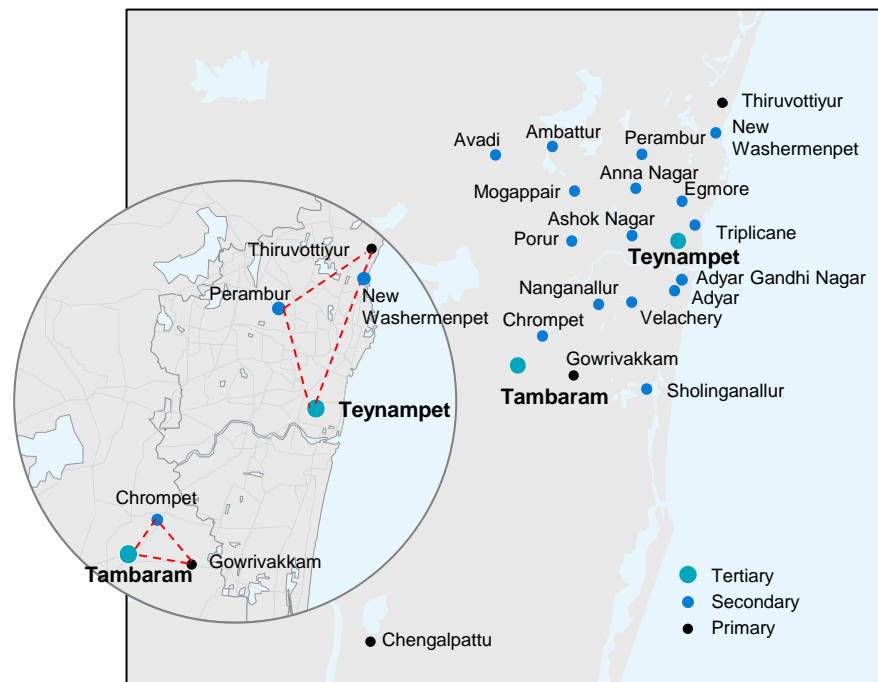 Thiruvottiyur
New
Washermenpet
Ambattur
Avadi
Perambur
Anna Nagar
Mogappair
Egmore
Ashok Nagar
Triplicane
Porur
Teynampet
Adyar Gandhi Nagar
Nanganallur
Adyar
Velachery
Chrompet
Gowrivakkam
Tambaram
Sholinganallur
Thiruvottiyur
Perambur
New
Washermenpet
Teynampet
Chrompet
Gowrivakkam
Tambaram
Chengalpattu
Tertiary
Secondary
Primary